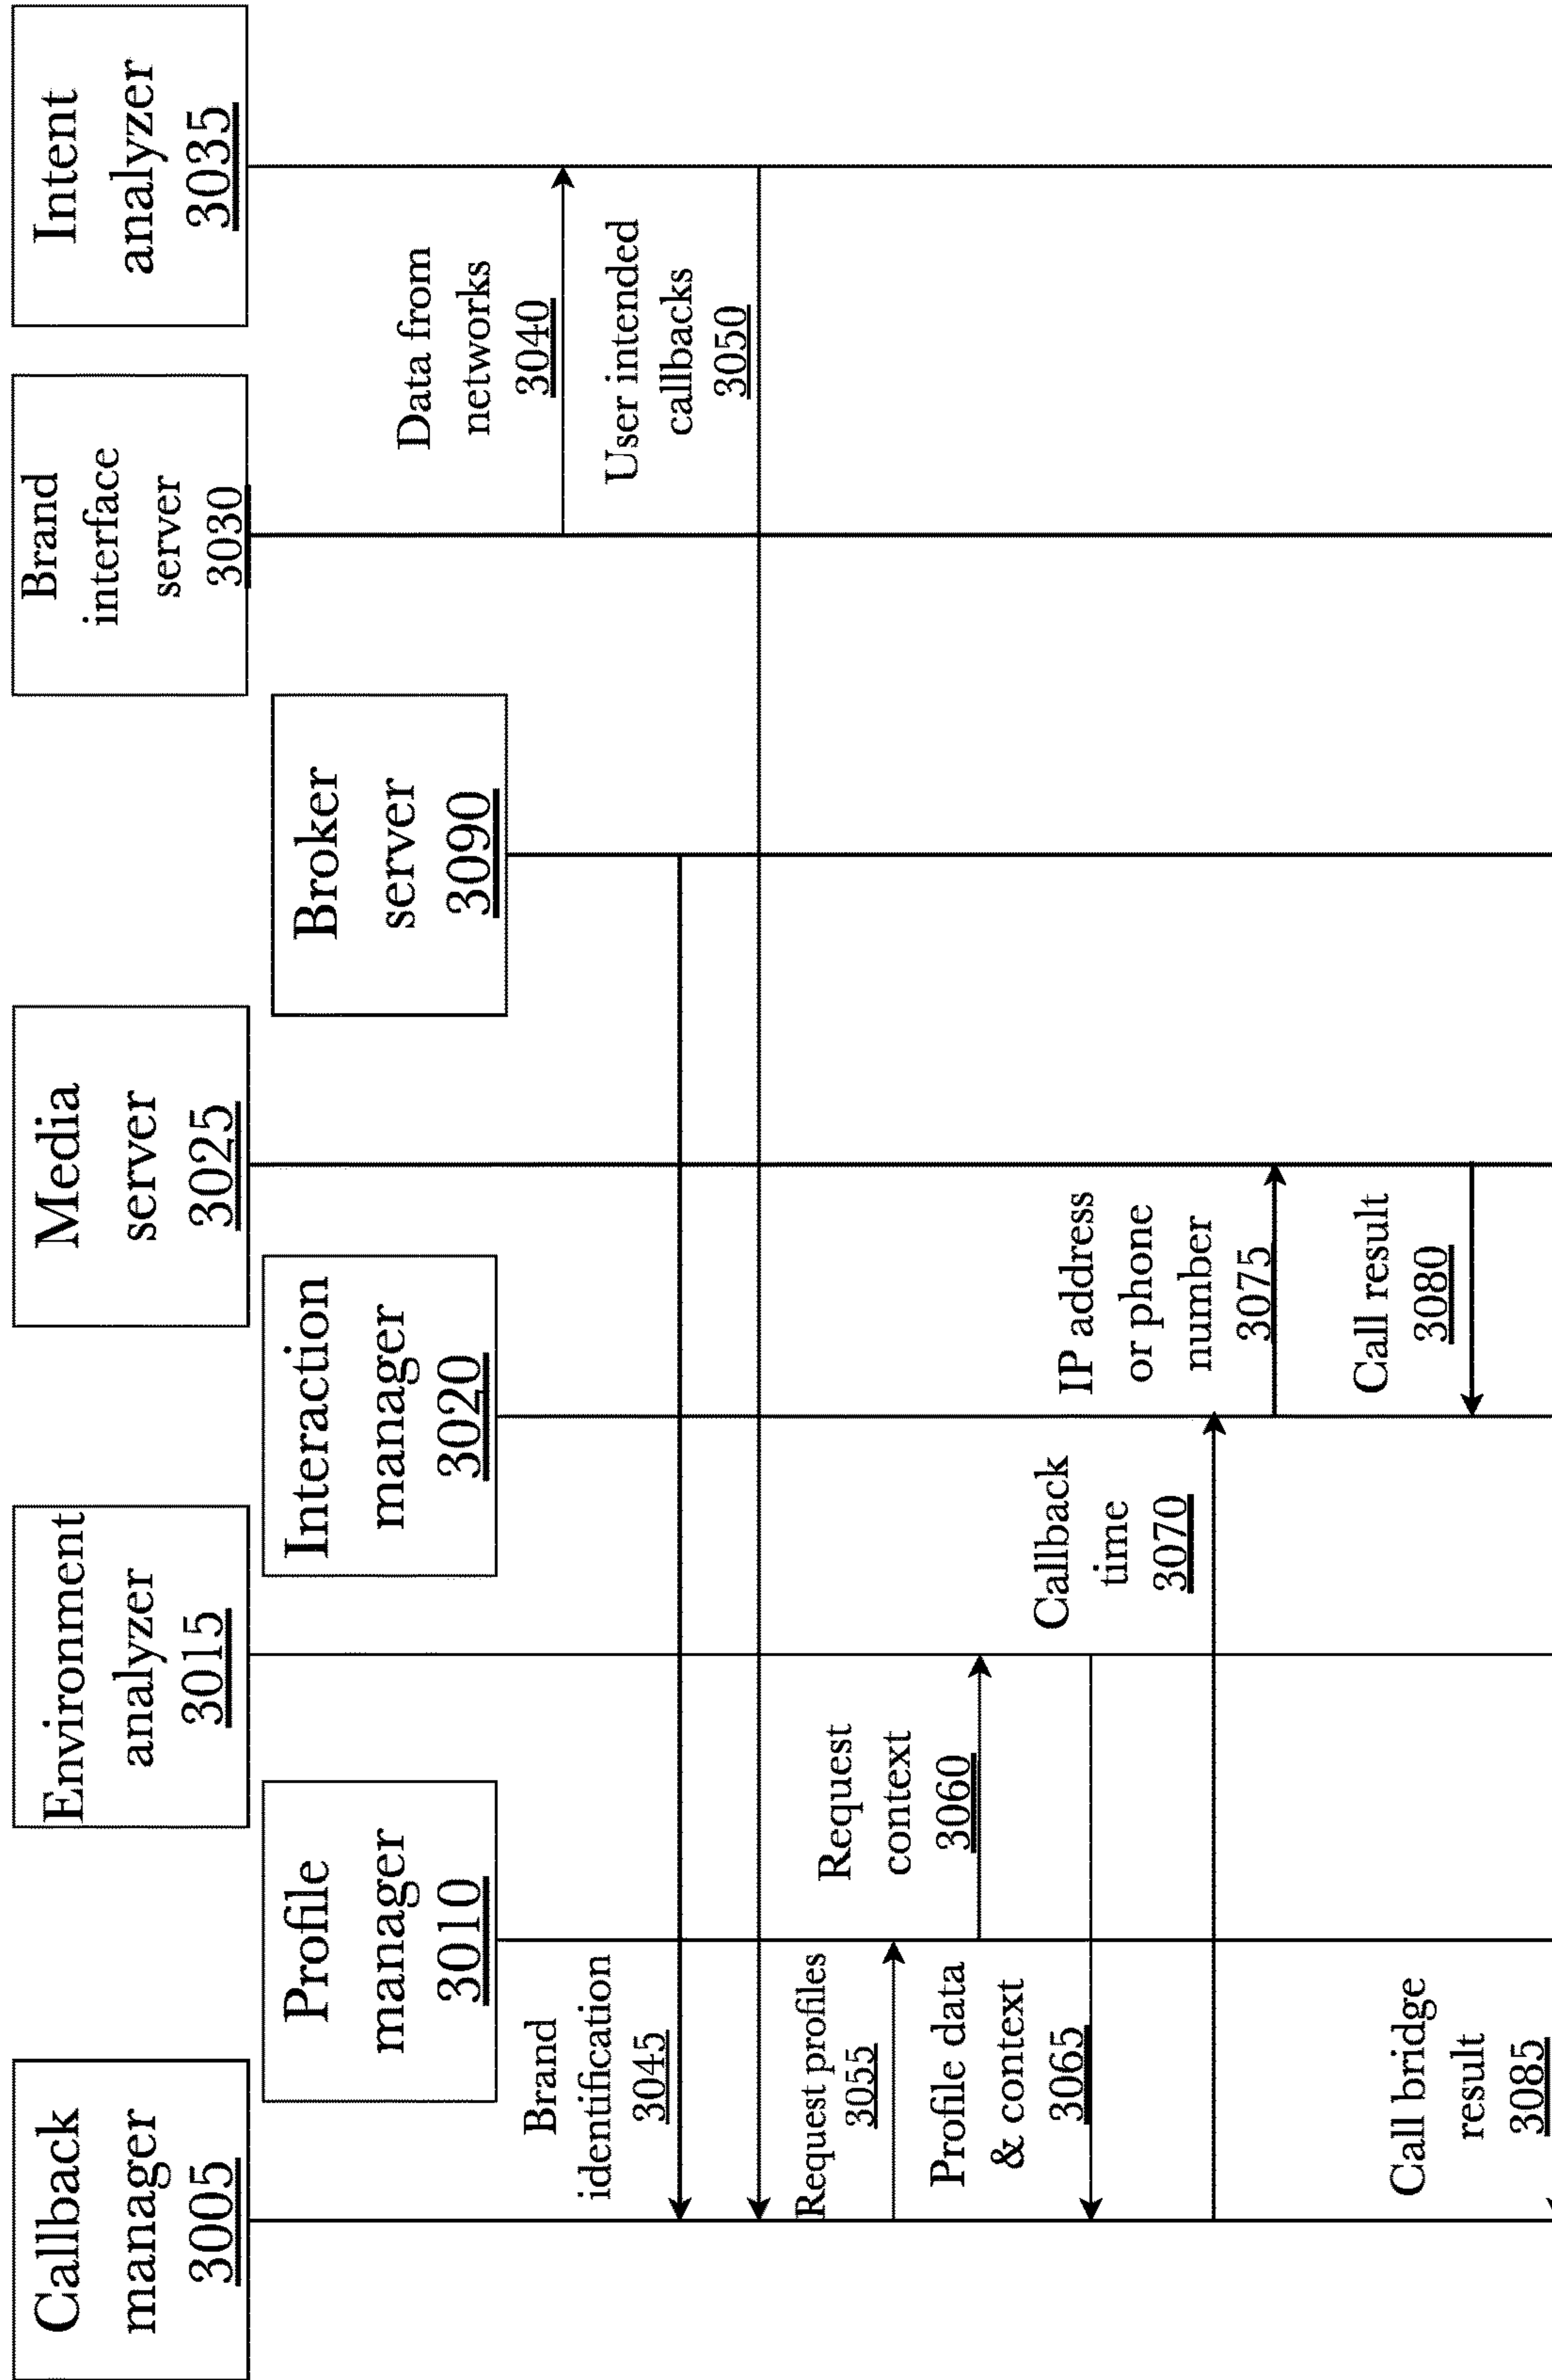 Callback
manager
3005
Profile
manager
3010
Environment
analyzer
3015
Interaction
manager
3020
Media
server
3025
Broker
server
3090
Brand
interface
server
3030
Intent
analyzer
3035
Data from
networks
3040
Brand
identification
3045
User intended
callbacks
3050
Request profiles
3055
Request
context
3060
Profile data
& context
3065
Callback
time
3070
IP address
or phone
number
3075
Call result
3080
Call bridge
result
3085